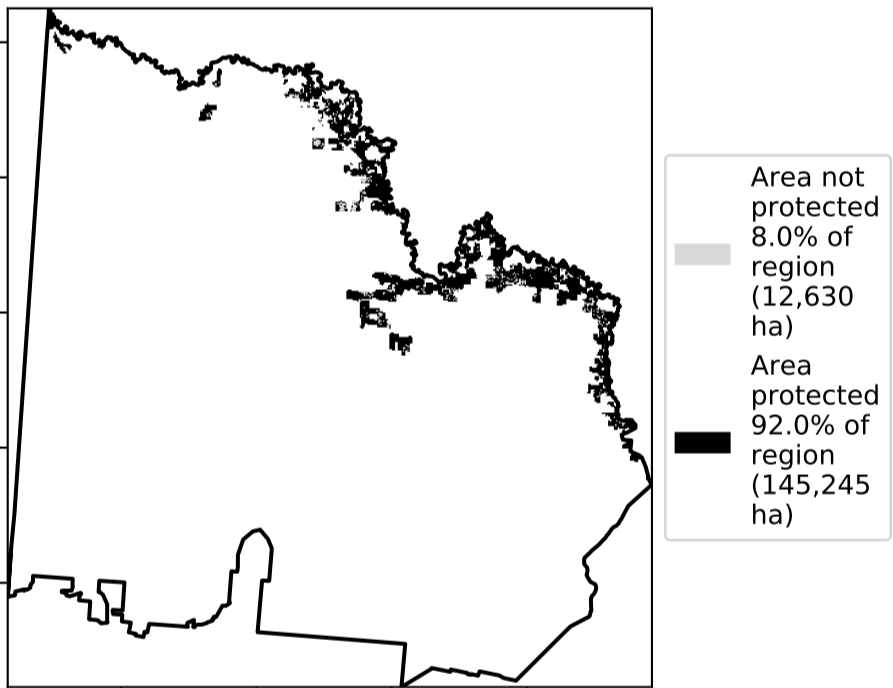 Area not
protected
8.0% of
region
(12,630
ha)
Area
protected
92.0% of
region
(145,245
ha)